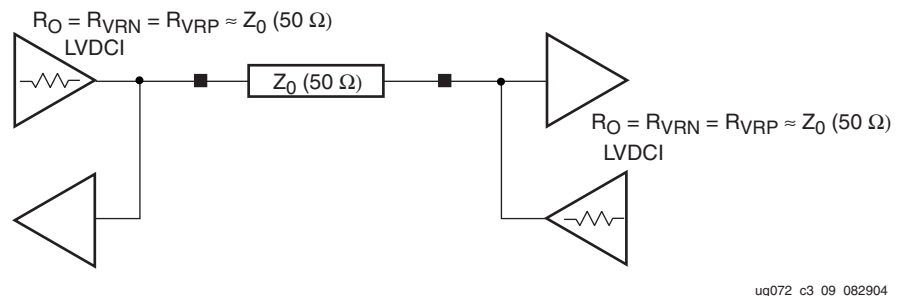 R_O = R_VRN = R_VRP ≈ Z_0 (50 Ω)
LVDCI
Z_0 (50 Ω)
R_O = R_VRN = R_VRP ≈ Z_0 (50 Ω)
LVDCI
ug072_c3_09_082904